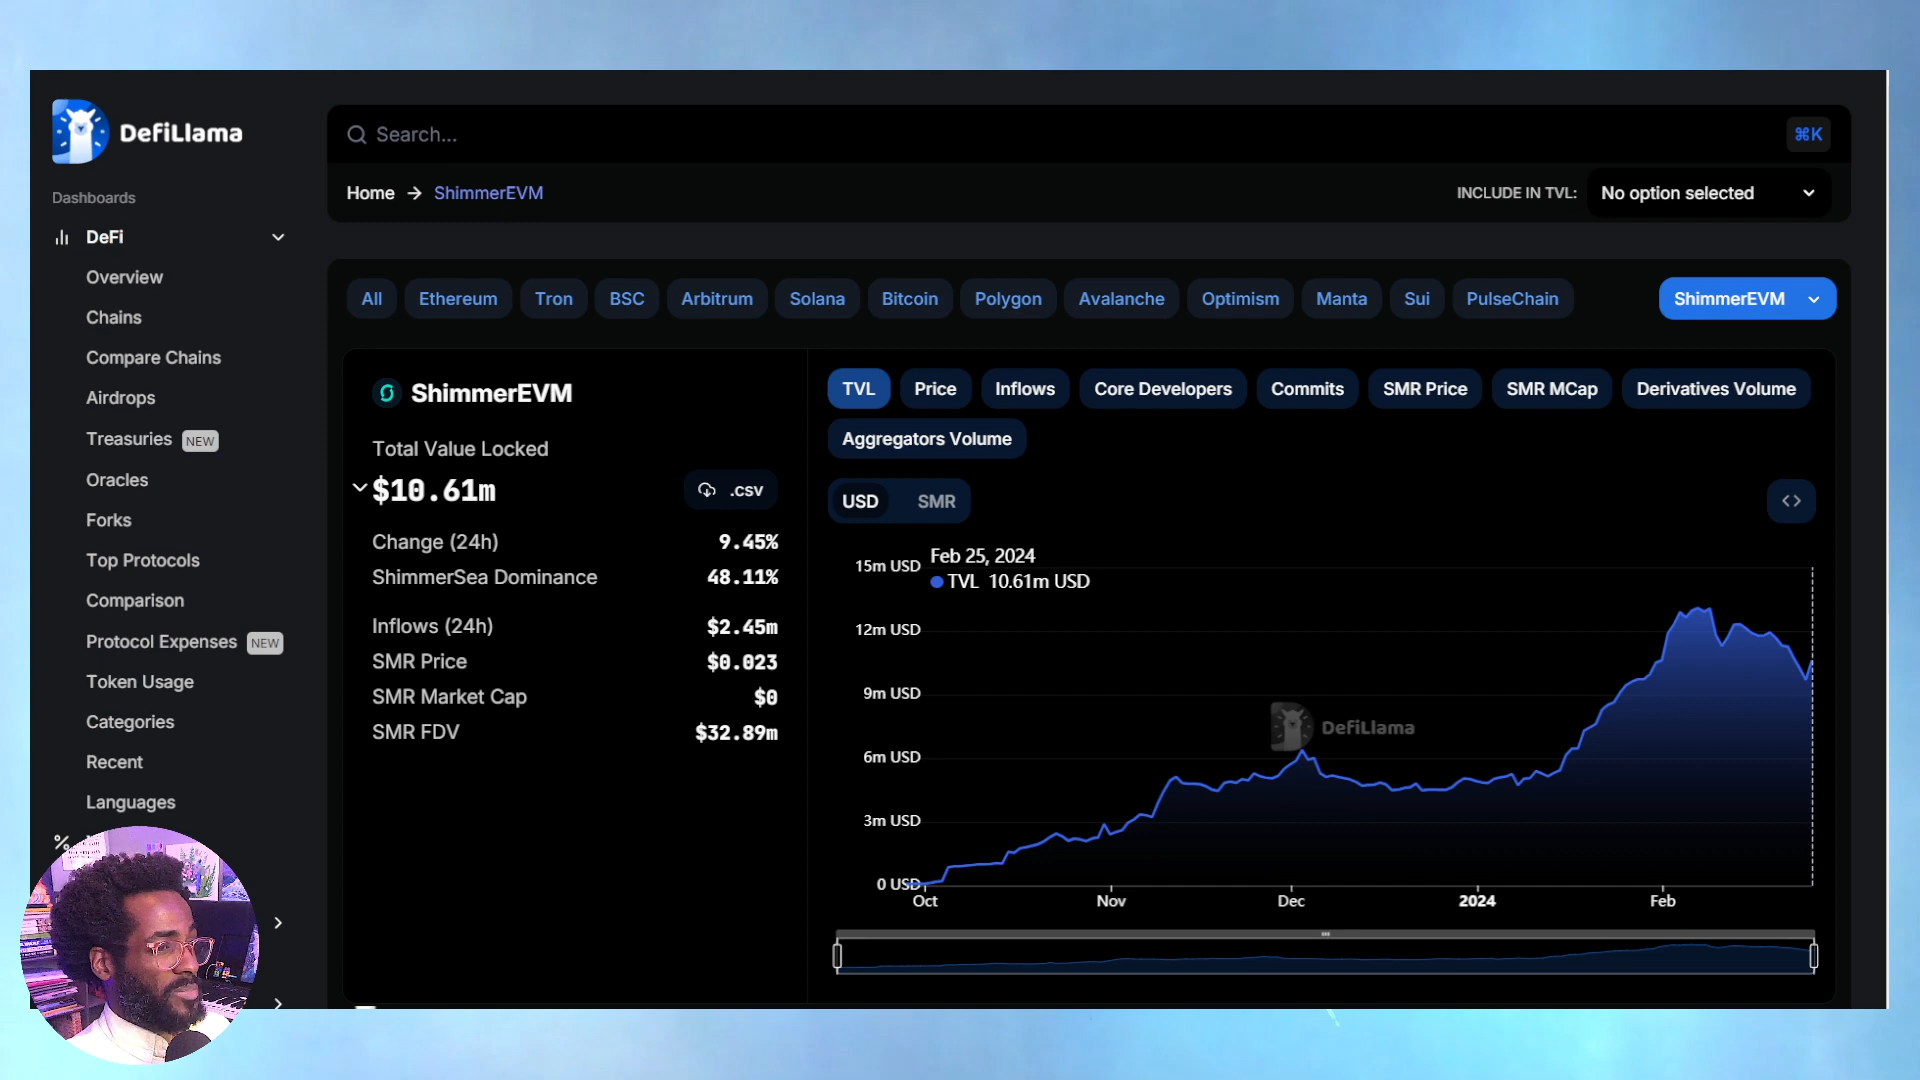 DefiLlama
Search...
⌘K
Home → ShimmerEVM
INCLUDE IN TVL:
No option selected
Dashboards
DeFi
Overview
Chains
Compare Chains
Airdrops
Treasuries NEW
Oracles
Forks
Top Protocols
Comparison
Protocol Expenses NEW
Token Usage
Categories
Recent
Languages
%
All Ethereum Tron BSC Arbitrum Solana Bitcoin Polygon Avalanche Optimism Manta Sui PulseChain
ShimmerEVM
ShimmerEVM
Total Value Locked
$10.61m
.csv
Change (24h) 9.45%
ShimmerSea Dominance 48.11%
Inflows (24h) $2.45m
SMR Price $0.023
SMR Market Cap $0
SMR FDV $32.89m
TVL Price Inflows Core Developers Commits SMR Price SMR MCap Derivatives Volume
Aggregators Volume
USD SMR
Feb 25, 2024
TVL 10.61m USD
15m USD
12m USD
9m USD
6m USD
3m USD
0 USD
DefiLlama
Oct Nov Dec 2024 Feb